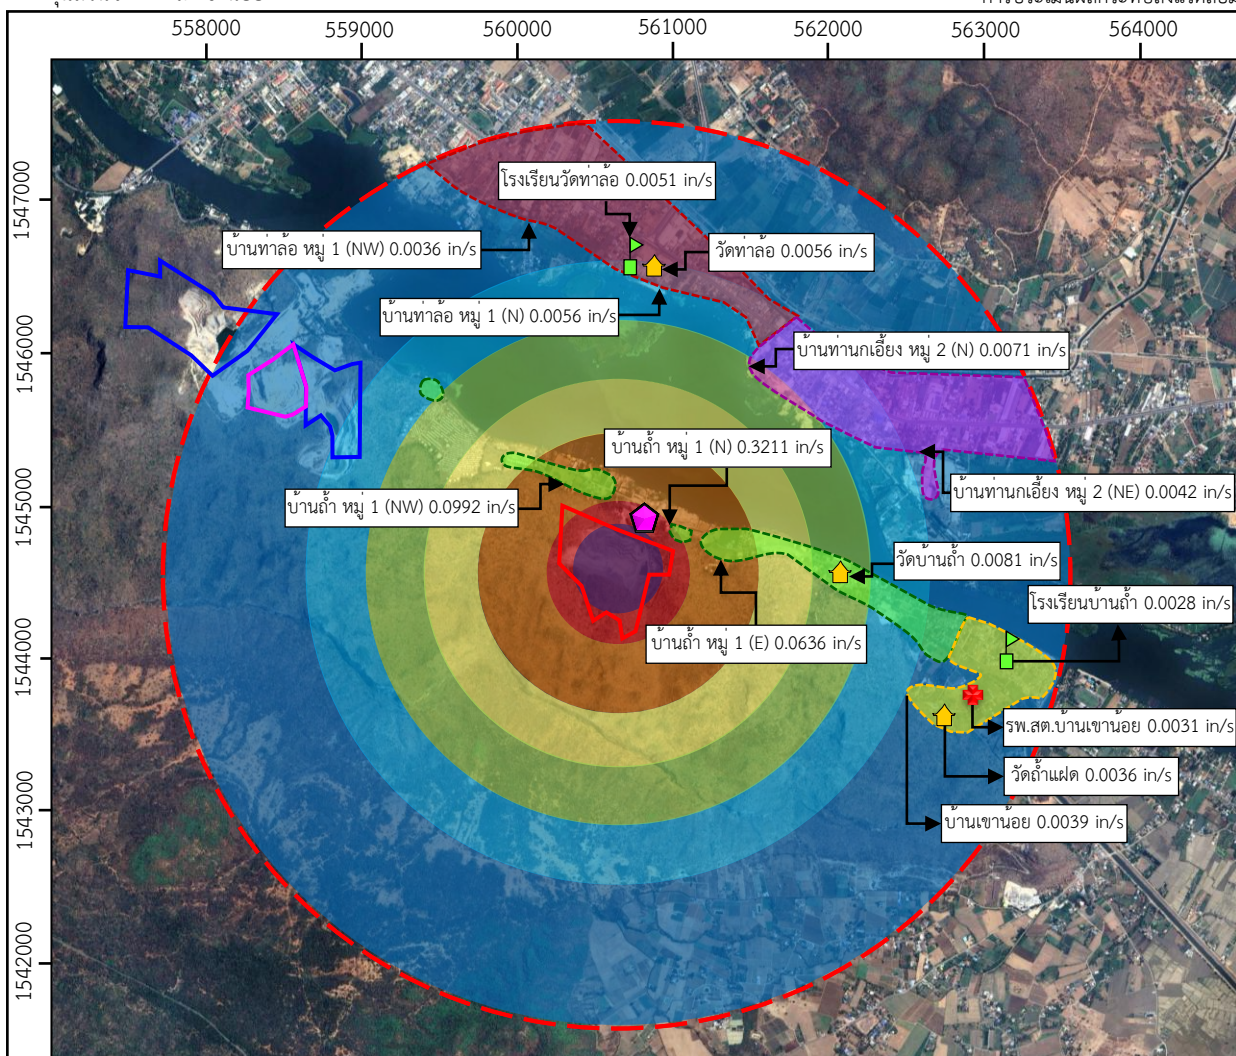 558000 559000 560000 561000 562000 563000 564000
1547000
1546000
1545000
1544000
1543000
1542000
โรงเรียนวัดท่าล้อ 0.0051 in/s
บ้านท่าล้อ หมู่ 1 (NW) 0.0036 in/s
วัดท่าล้อ 0.0056 in/s
บ้านท่าล้อ หมู่ 1 (N) 0.0056 in/s
บ้านท่านกเอี้ยง หมู่ 2 (N) 0.0071 in/s
บ้านถ้ำ หมู่ 1 (N) 0.3211 in/s
บ้านท่านกเอี้ยง หมู่ 2 (NE) 0.0042 in/s
บ้านถ้ำ หมู่ 1 (NW) 0.0992 in/s
วัดบ้านถ้ำ 0.0081 in/s
โรงเรียนบ้านถ้ำ 0.0028 in/s
บ้านถ้ำ หมู่ 1 (E) 0.0636 in/s
รพ.สต.บ้านเขาน้อย 0.0031 in/s
วัดถ้ำแฝด 0.0036 in/s
บ้านเขาน้อย 0.0039 in/s